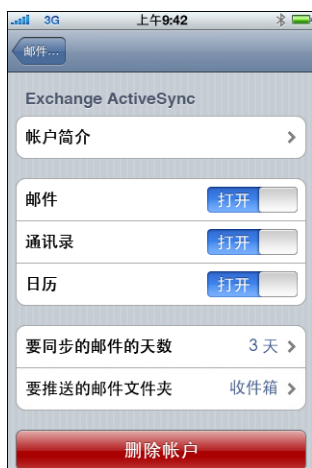 3G 上午9:42
邮件...
Exchange ActiveSync
帐户简介
邮件 打开
通讯录 打开
日历 打开
要同步的邮件的天数 3 天
要推送的邮件文件夹 收件箱
删除帐户